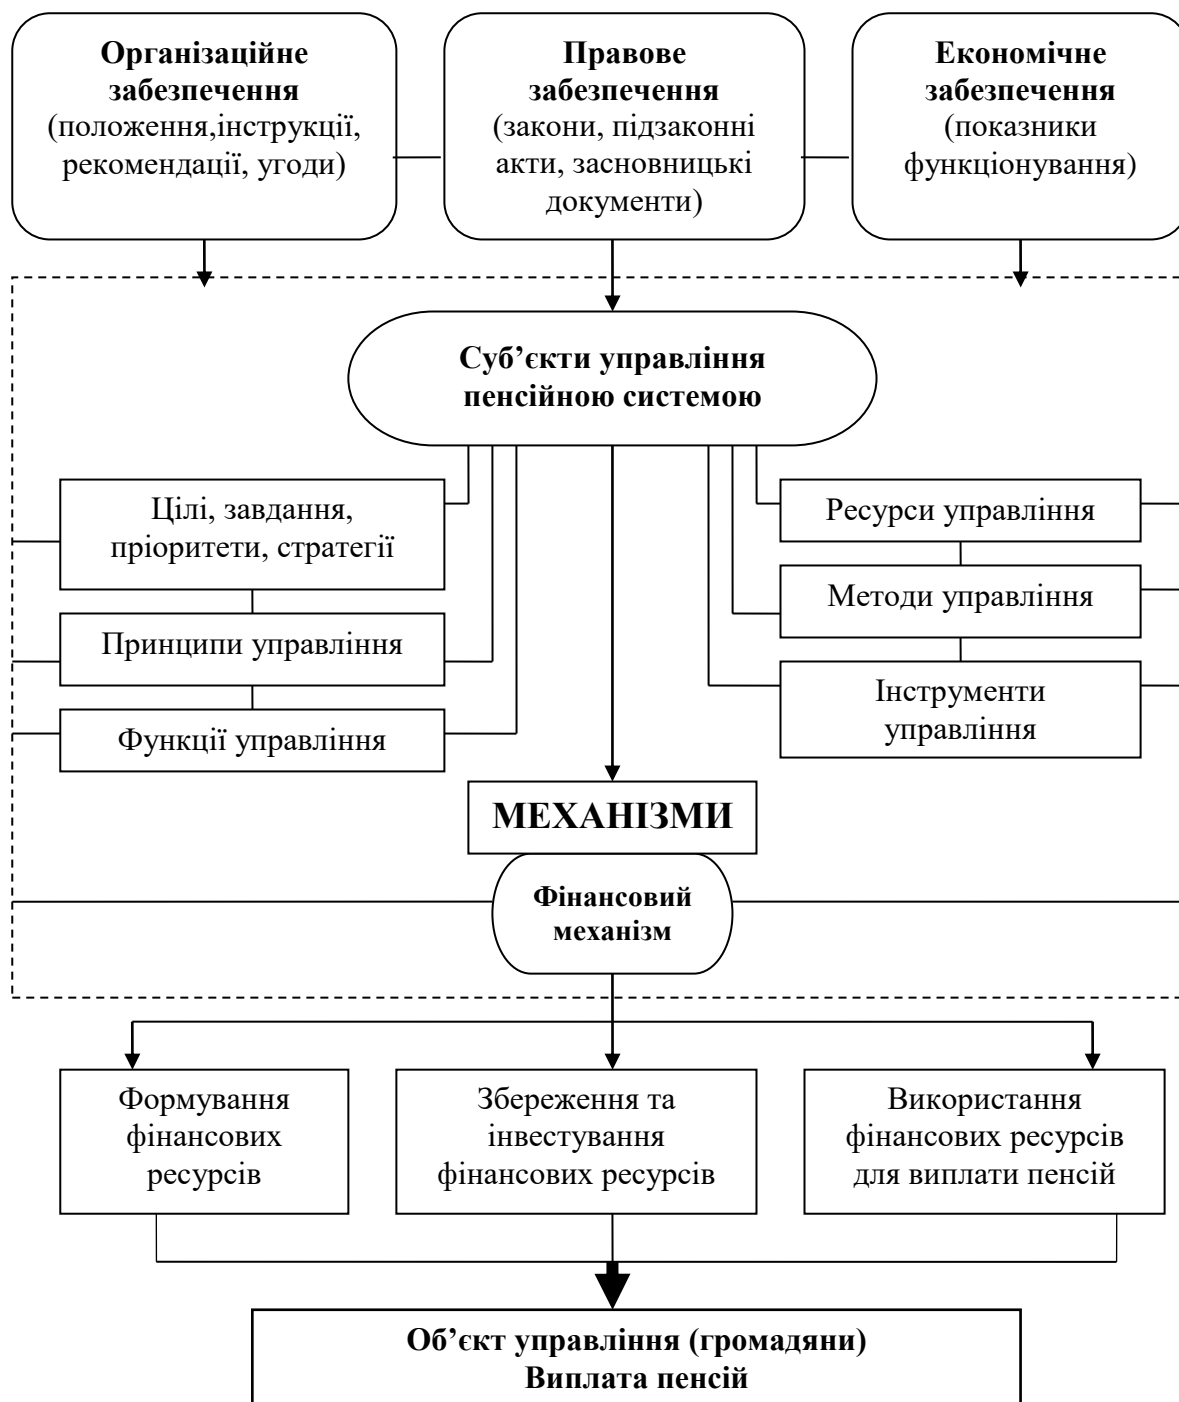 Організаційне
забезпечення
(положення,інструкції,
рекомендації, угоди)
Правове
забезпечення
(закони, підзаконні
акти, засновницькі
документи)
Економічне
забезпечення
(показники
функціонування)
Суб’єкти управління
пенсійною системою
Цілі, завдання,
пріоритети, стратегії
Принципи управління
Функції управління
Ресурси управління
Методи управління
Інструменти
управління
МЕХАНІЗМИ
Фінансовий
механізм
Формування
фінансових
ресурсів
Збереження та
інвестування
фінансових ресурсів
Використання
фінансових ресурсів
для виплати пенсій
Об’єкт управління (громадяни)
Виплата пенсій